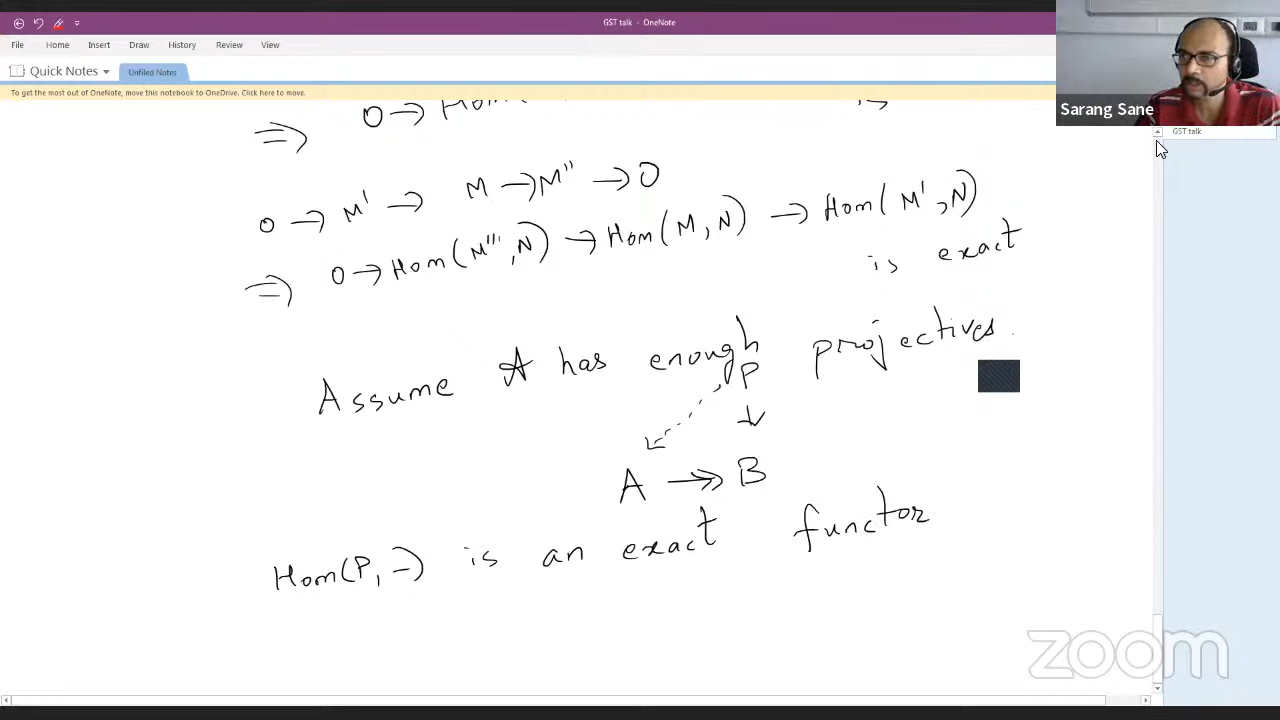 GST talk - OneNote
File Home Insert Draw History Review View
Quick Notes Unfiled Notes
To get the most out of OneNote, move this notebook to OneDrive. Click here to move.
Sarang Sane
GST talk
⇒ 0 → Hom( is
0 → M' → M → M'' → 0
⇒ 0 → Hom(M'', N) → Hom(M, N) → Hom(M', N)
is exact
Assume A has enough projectives.
P
A ↠ B
Hom(P, -) is an exact functor
zoom